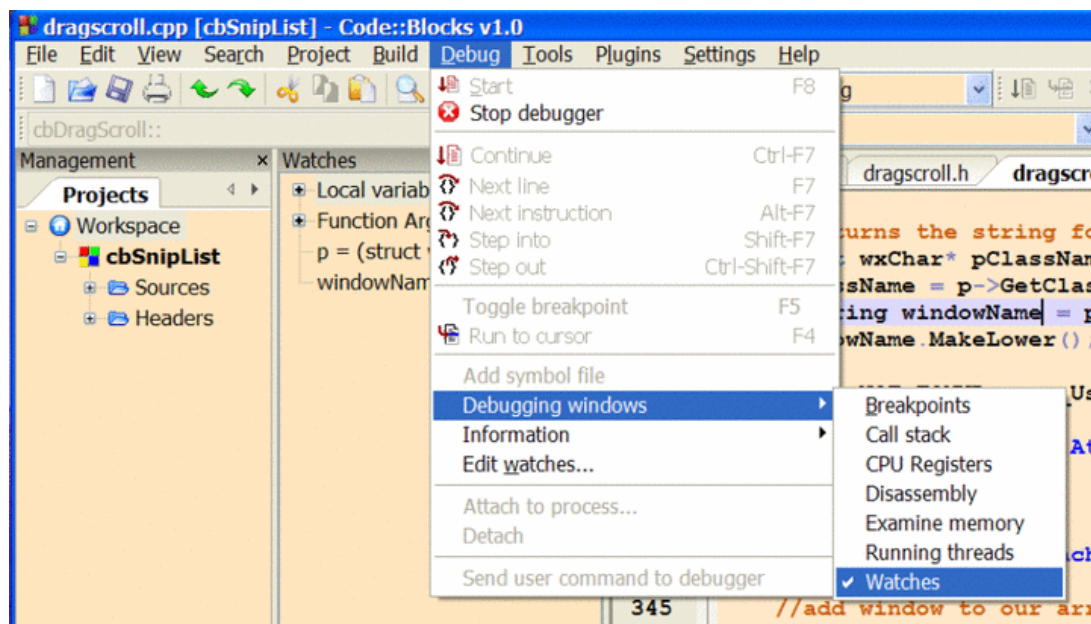 dragscroll.cpp [cbSnipList] - Code::Blocks v1.0
File Edit View Search Project Build Debug Tools Plugins Settings Help
cbDragScroll::
Management x Watches
Projects
Workspace
cbSnipList
Sources
Headers
Local variab
Function Arg
p = (struct
windowNam
Start F8
Stop debugger
Continue Ctrl-F7
Next line F7
Next instruction Alt-F7
Step into Shift-F7
Step out Ctrl-Shift-F7
Toggle breakpoint F5
Run to cursor F4
Add symbol file
Debugging windows
Information
Edit watches...
Attach to process...
Detach
Send user command to debugger
Breakpoints
Call stack
CPU Registers
Disassembly
Examine memory
Running threads
Watches
g
dragscroll.h dragscr
urns the string fo
wxChar* pClassNam
sName = p->GetClas
ing windowName = p
wName.MakeLower();
345 //add window to our arr